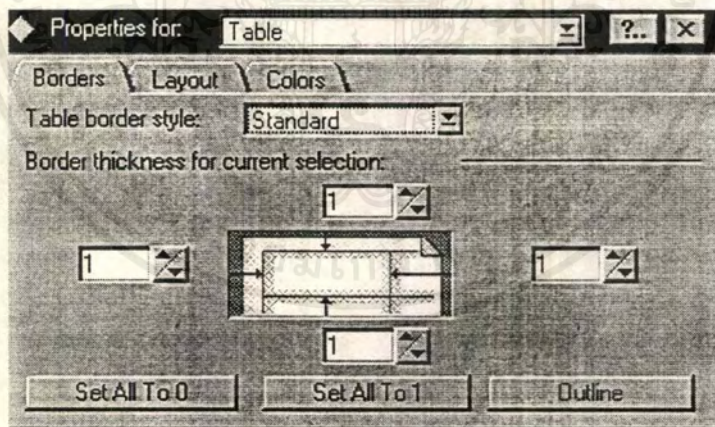 Properties for: Table ?..
Borders Layout Colors
Table border style: Standard
Border thickness for current selection:
1
1 1
1
Set All To 0 Set All To 1 Outline